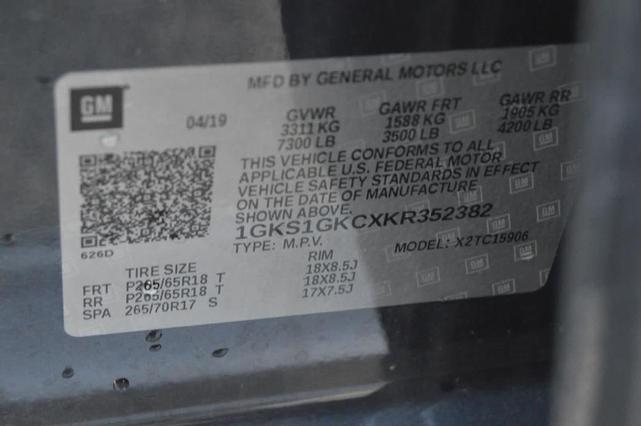 MFD BY GENERAL MOTORS LLC
GM
04/19
GVWR GAWR FRT GAWR RR
3311 KG 1588 KG 1905 KG
7300 LB 3500 LB 4200 LB
THIS VEHICLE CONFORMS TO ALL
APPLICABLE U.S. FEDERAL MOTOR
VEHICLE SAFETY STANDARDS IN EFFECT
ON THE DATE OF MANUFACTURE
SHOWN ABOVE.
1GKS1GKCXKR352382
TYPE: M.P.V. MODEL: X2TC15906
626D
TIRE SIZE RIM
FRT P265/65R18 T 18X8.5J
RR P265/65R18 T 18X8.5J
SPA 265/70R17 S 17X7.5J